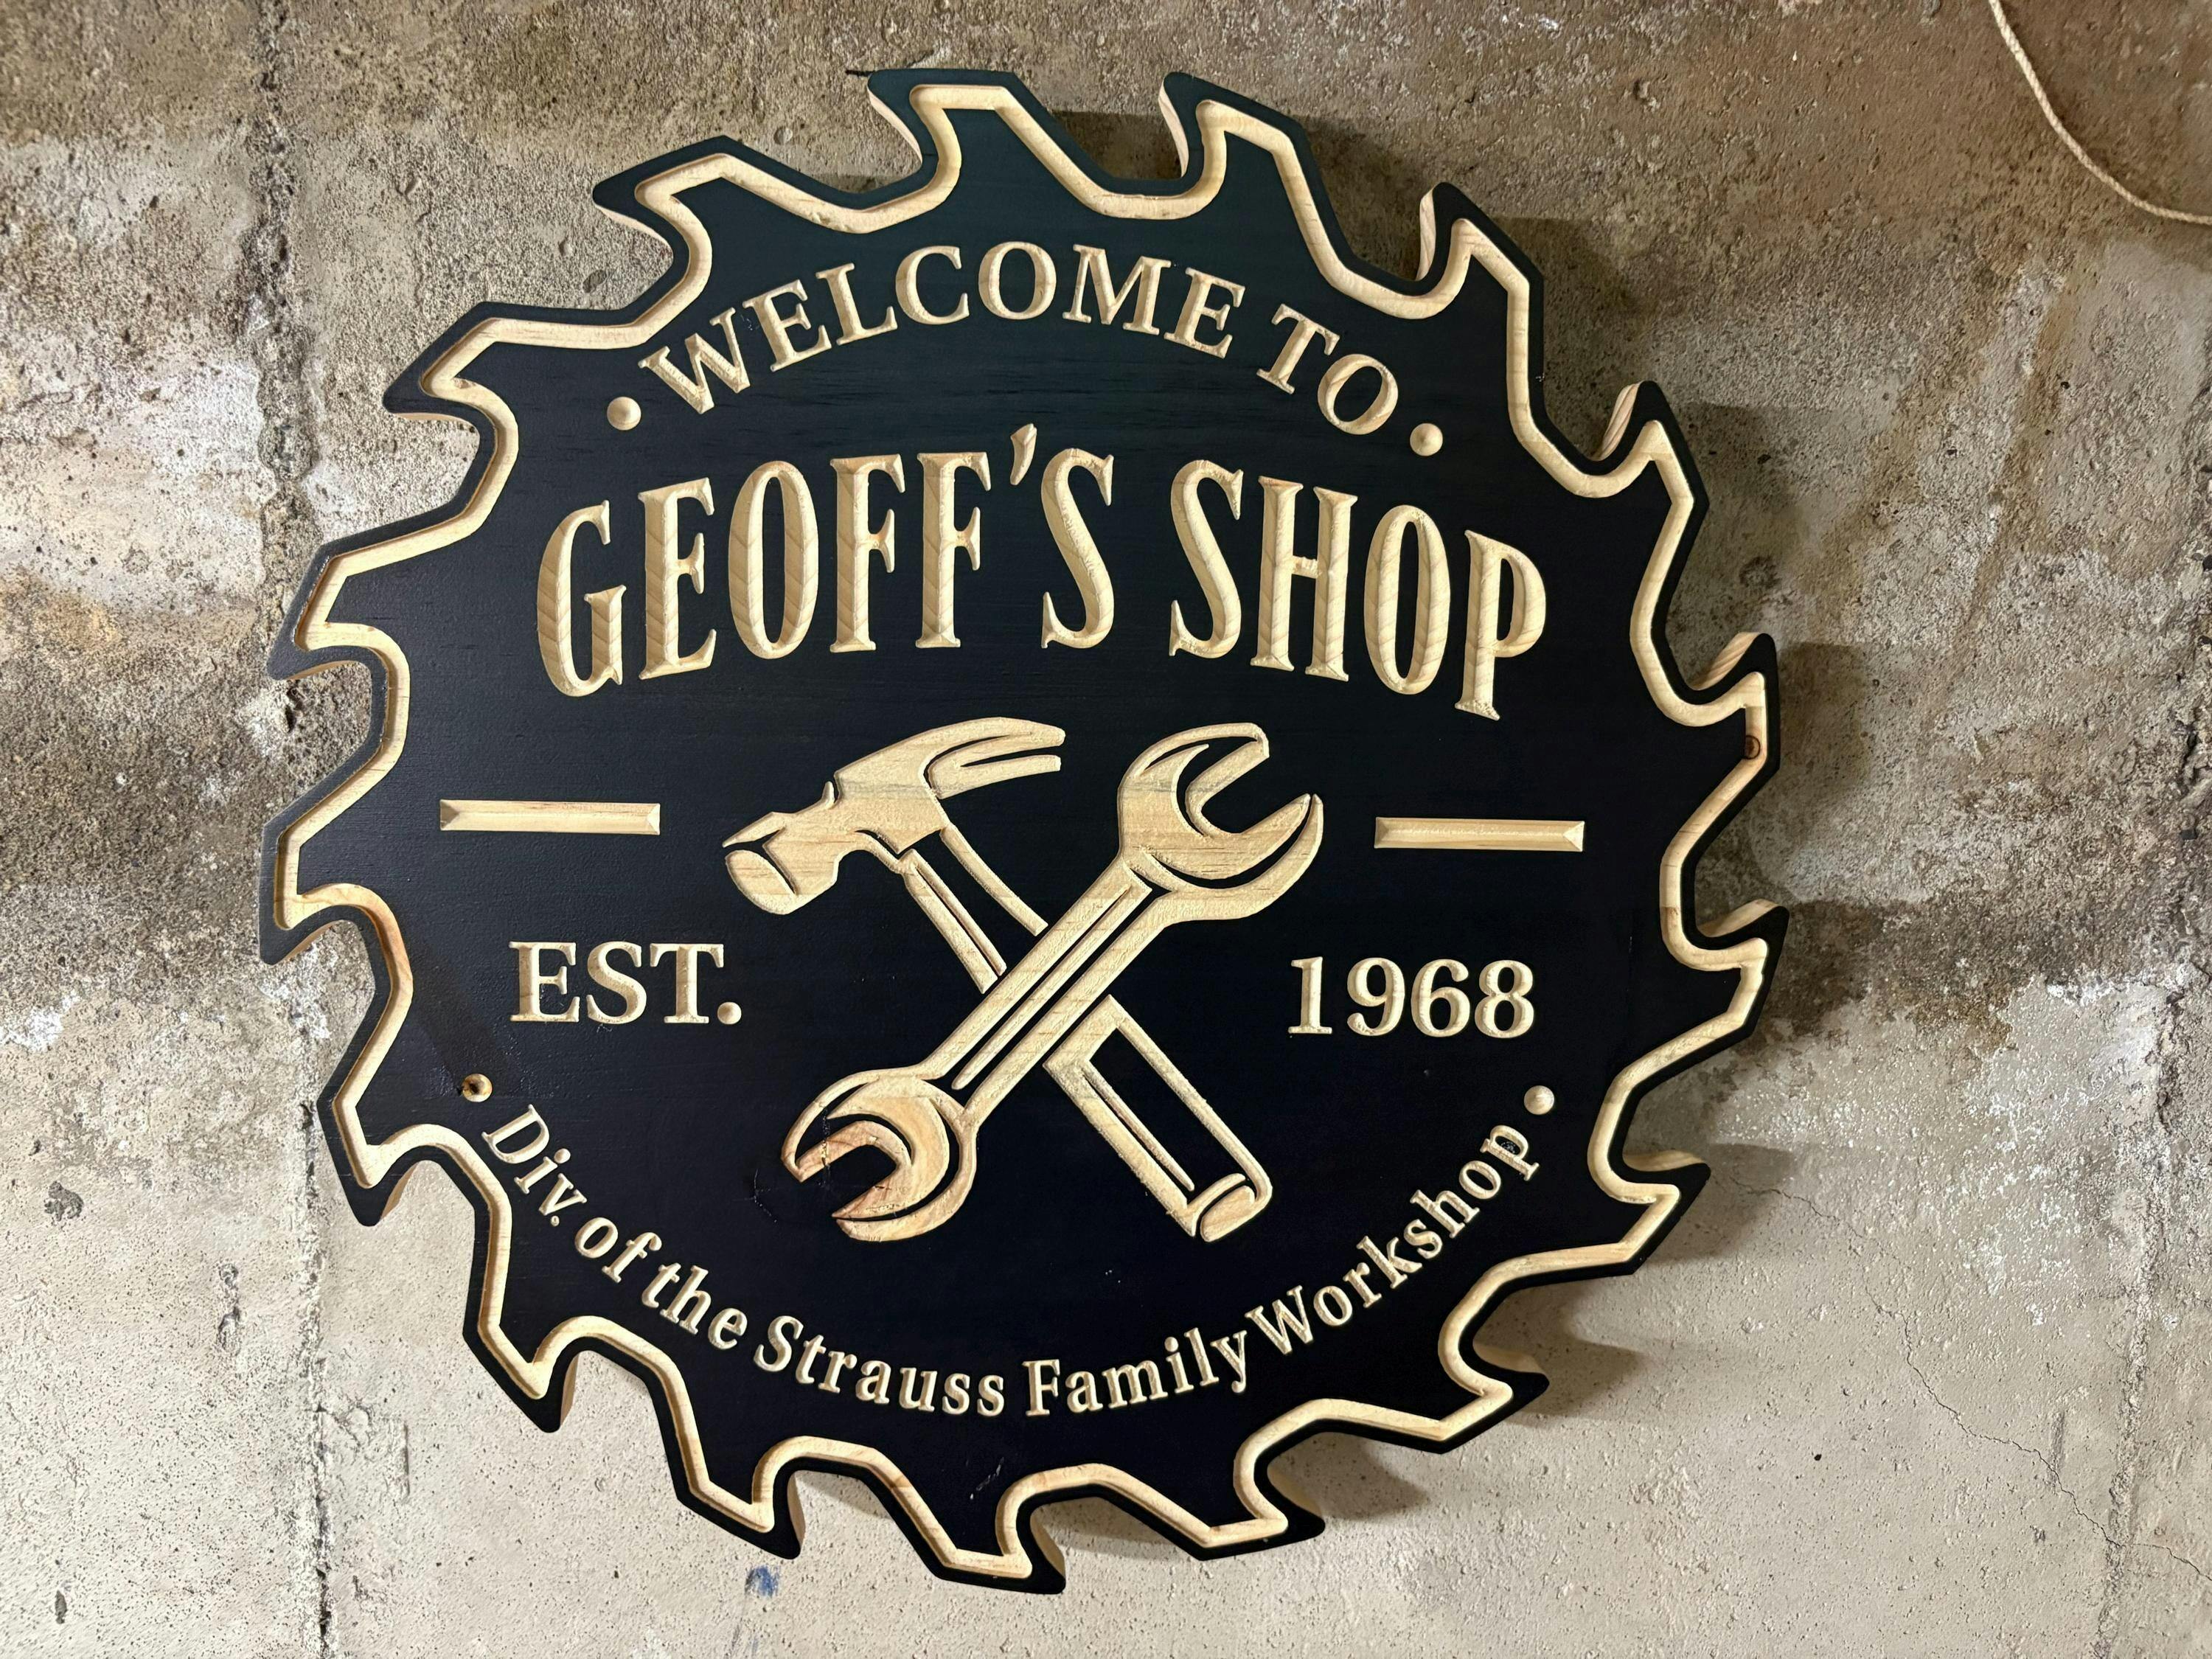 • WELCOME TO •
GEOFF'S SHOP
EST. 1968
• Div. of the Strauss Family Workshop •